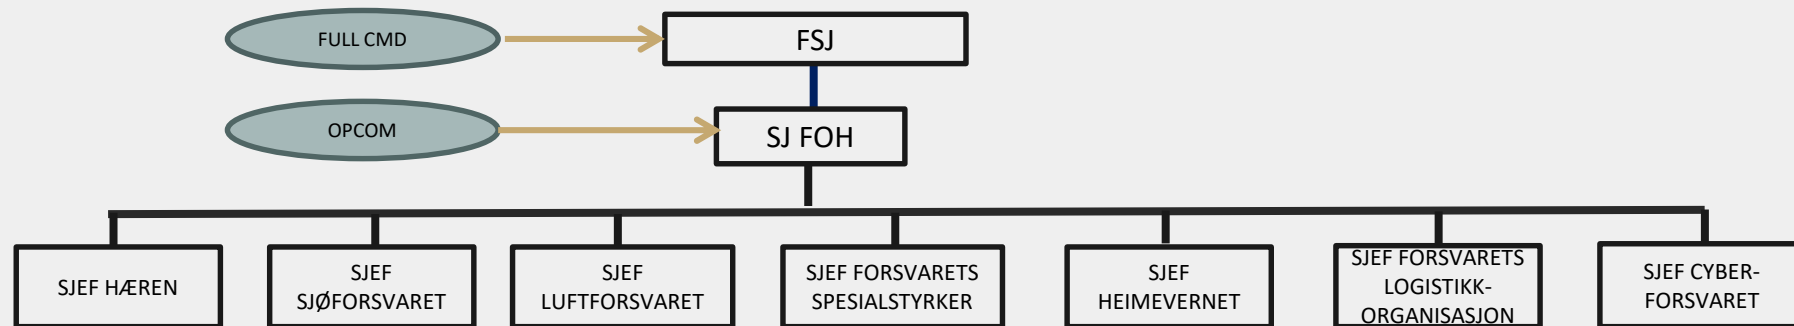 FULL CMD
FSJ
OPCOM
SJ FOH
SJEF HÆREN
SJEF
SJØFORSVARET
SJEF
LUFTFORSVARET
SJEF FORSVARETS
SPESIALSTYRKER
SJEF
HEIMEVERNET
SJEF FORSVARETS
LOGISTIKK-
ORGANISASJON
SJEF CYBER-
FORSVARET